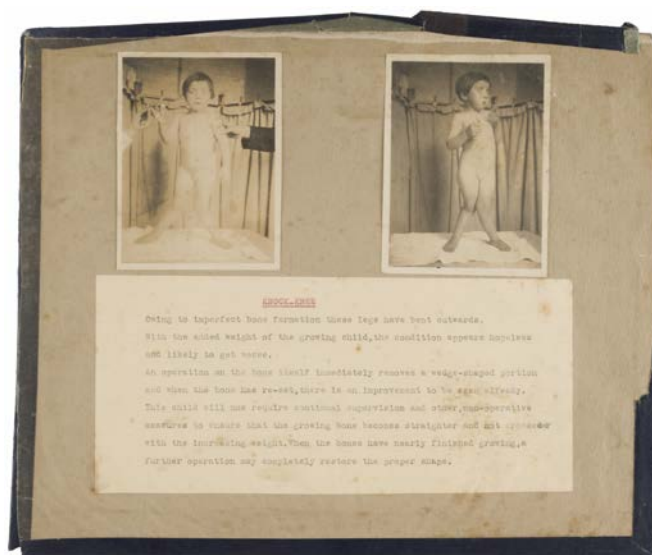 KNOCK-KNEE
Owing to imperfect bone formation these legs have bent outwards.
With the added weight of the growing child,the condition appears hopeless
and likely to get worse.
An operation on the bone itself immediately removed a wedge-shaped portion
and when the bone has re-set,there is an improvement to be seen already.
This child will now require continual supervision and other,non-operative
measures to ensure that the growing bone becomes straighter and not
with the increasing weight.When the bones have nearly finished growing,a
further operation may completely restore the proper shape.